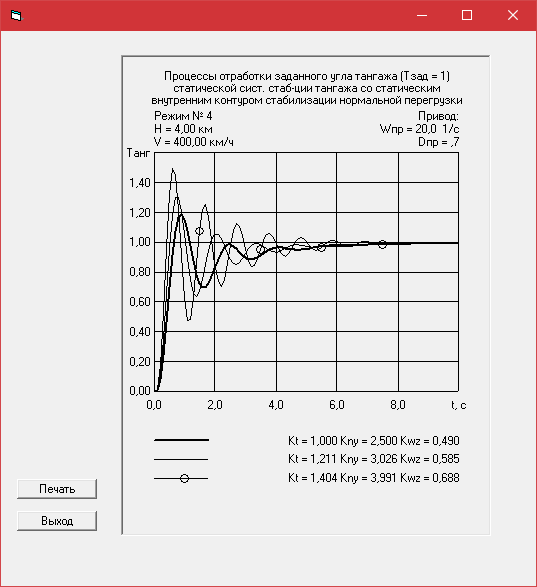 Процессы отработки заданного угла тангажа (Тзад = 1)
статической сист. стаб-ции тангажа со статическим
внутренним контуром стабилизации нормальной перегрузки
Режим № 4 Привод:
H = 4,00 км Wпр = 20,0 1/с
V = 400,00 км/ч Dпр = ,7
Танг
1,40
1,20
1,00
0,80
0,60
0,40
0,20
0,00
0,0 2,0 4,0 6,0 8,0 t, c
Kt = 1,000 Kny = 2,500 Kwz = 0,490
Kt = 1,211 Kny = 3,026 Kwz = 0,585
Kt = 1,404 Kny = 3,991 Kwz = 0,688
Печать
Выход